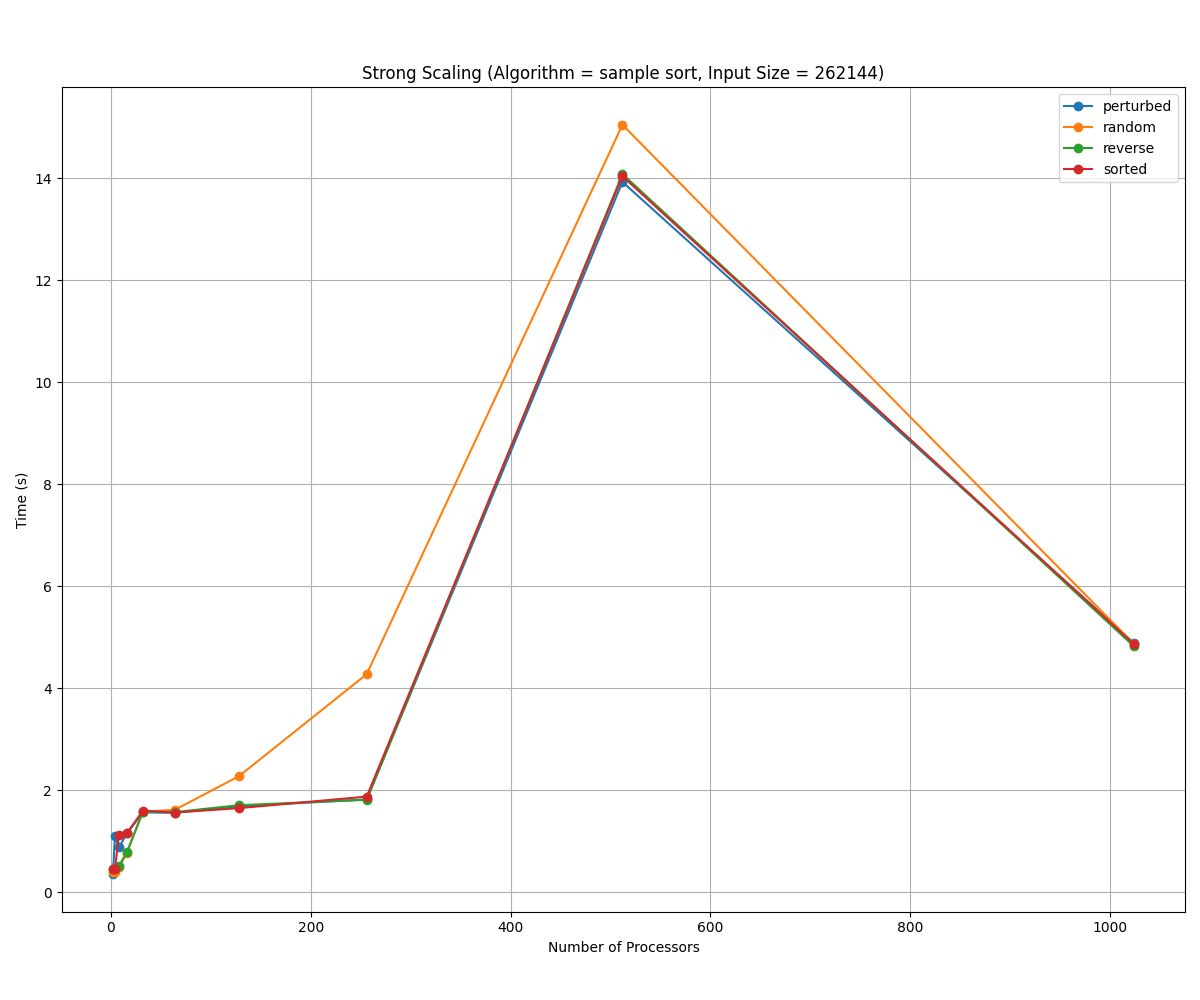 Strong Scaling (Algorithm = sample sort, Input Size = 262144)
perturbed
random
reverse
sorted
14
12
10
8
6
4
2
0
Time (s)
0 200 400 600 800 1000
Number of Processors